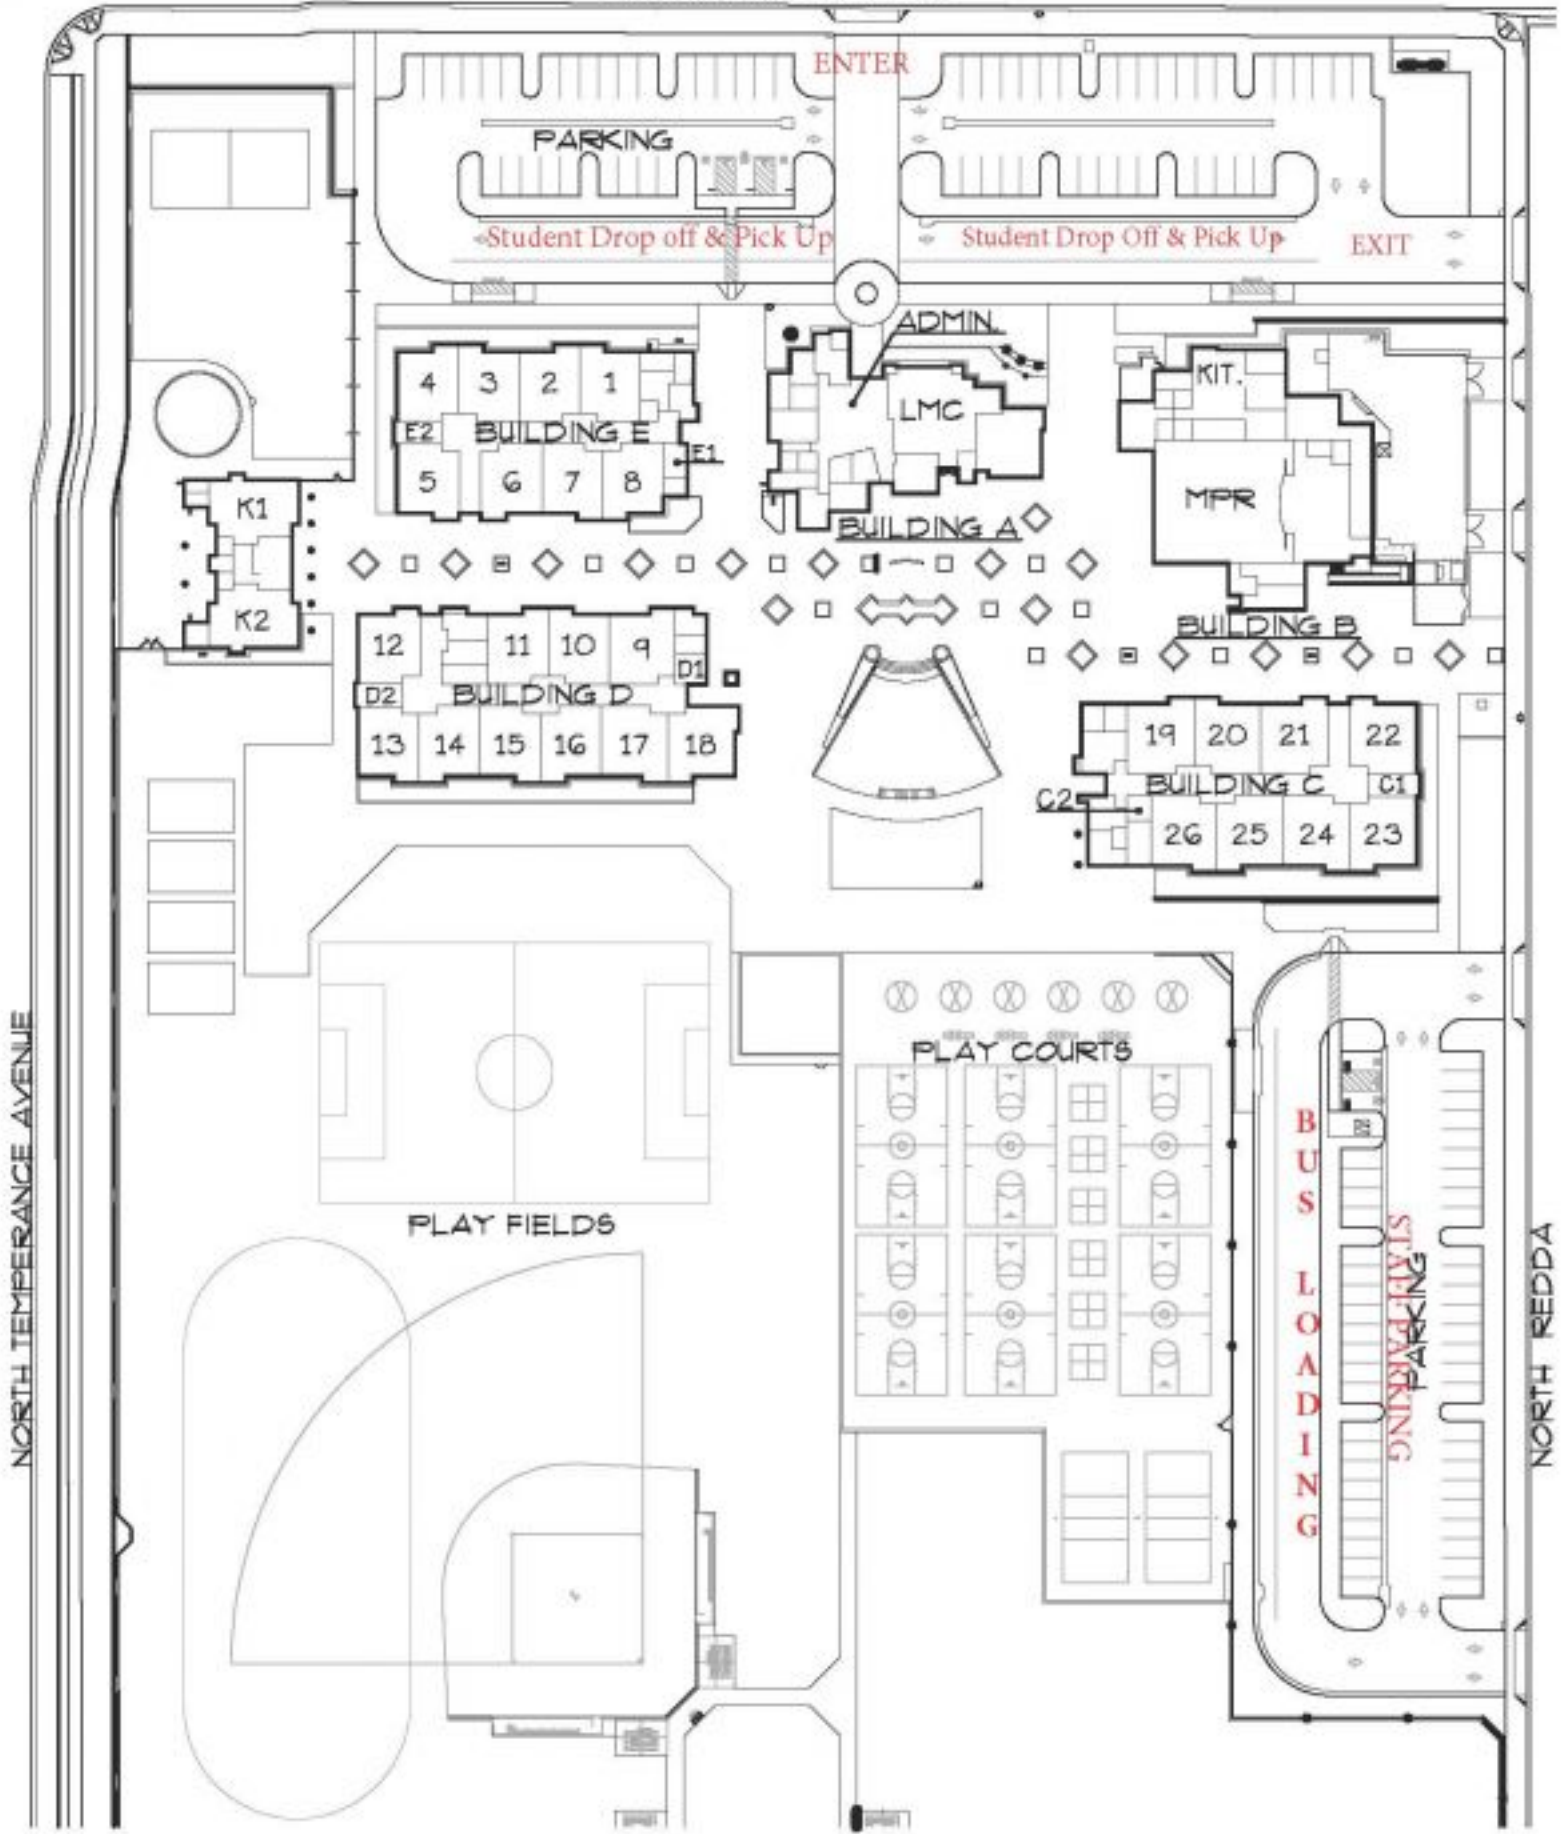 ENTER
PARKING
Student Drop off & Pick Up
Student Drop Off & Pick Up
EXIT
ADMIN.
4 3 2 1
LMC
KIT.
E2 BUILDING E
E1
5 6 7 8
K1
MPR
BUILDING A
K2
12 11 10 9
BUILDING B
D1
D2 BUILDING D
13 14 15 16 17 18
19 20 21 22
BUILDING C C1
C2
26 25 24 23
PLAY COURTS
NORTH TEMPERANCE AVENUE
PLAY FIELDS
BUS LOADING
STAFF PARKING
PARKING
NORTH REDDA